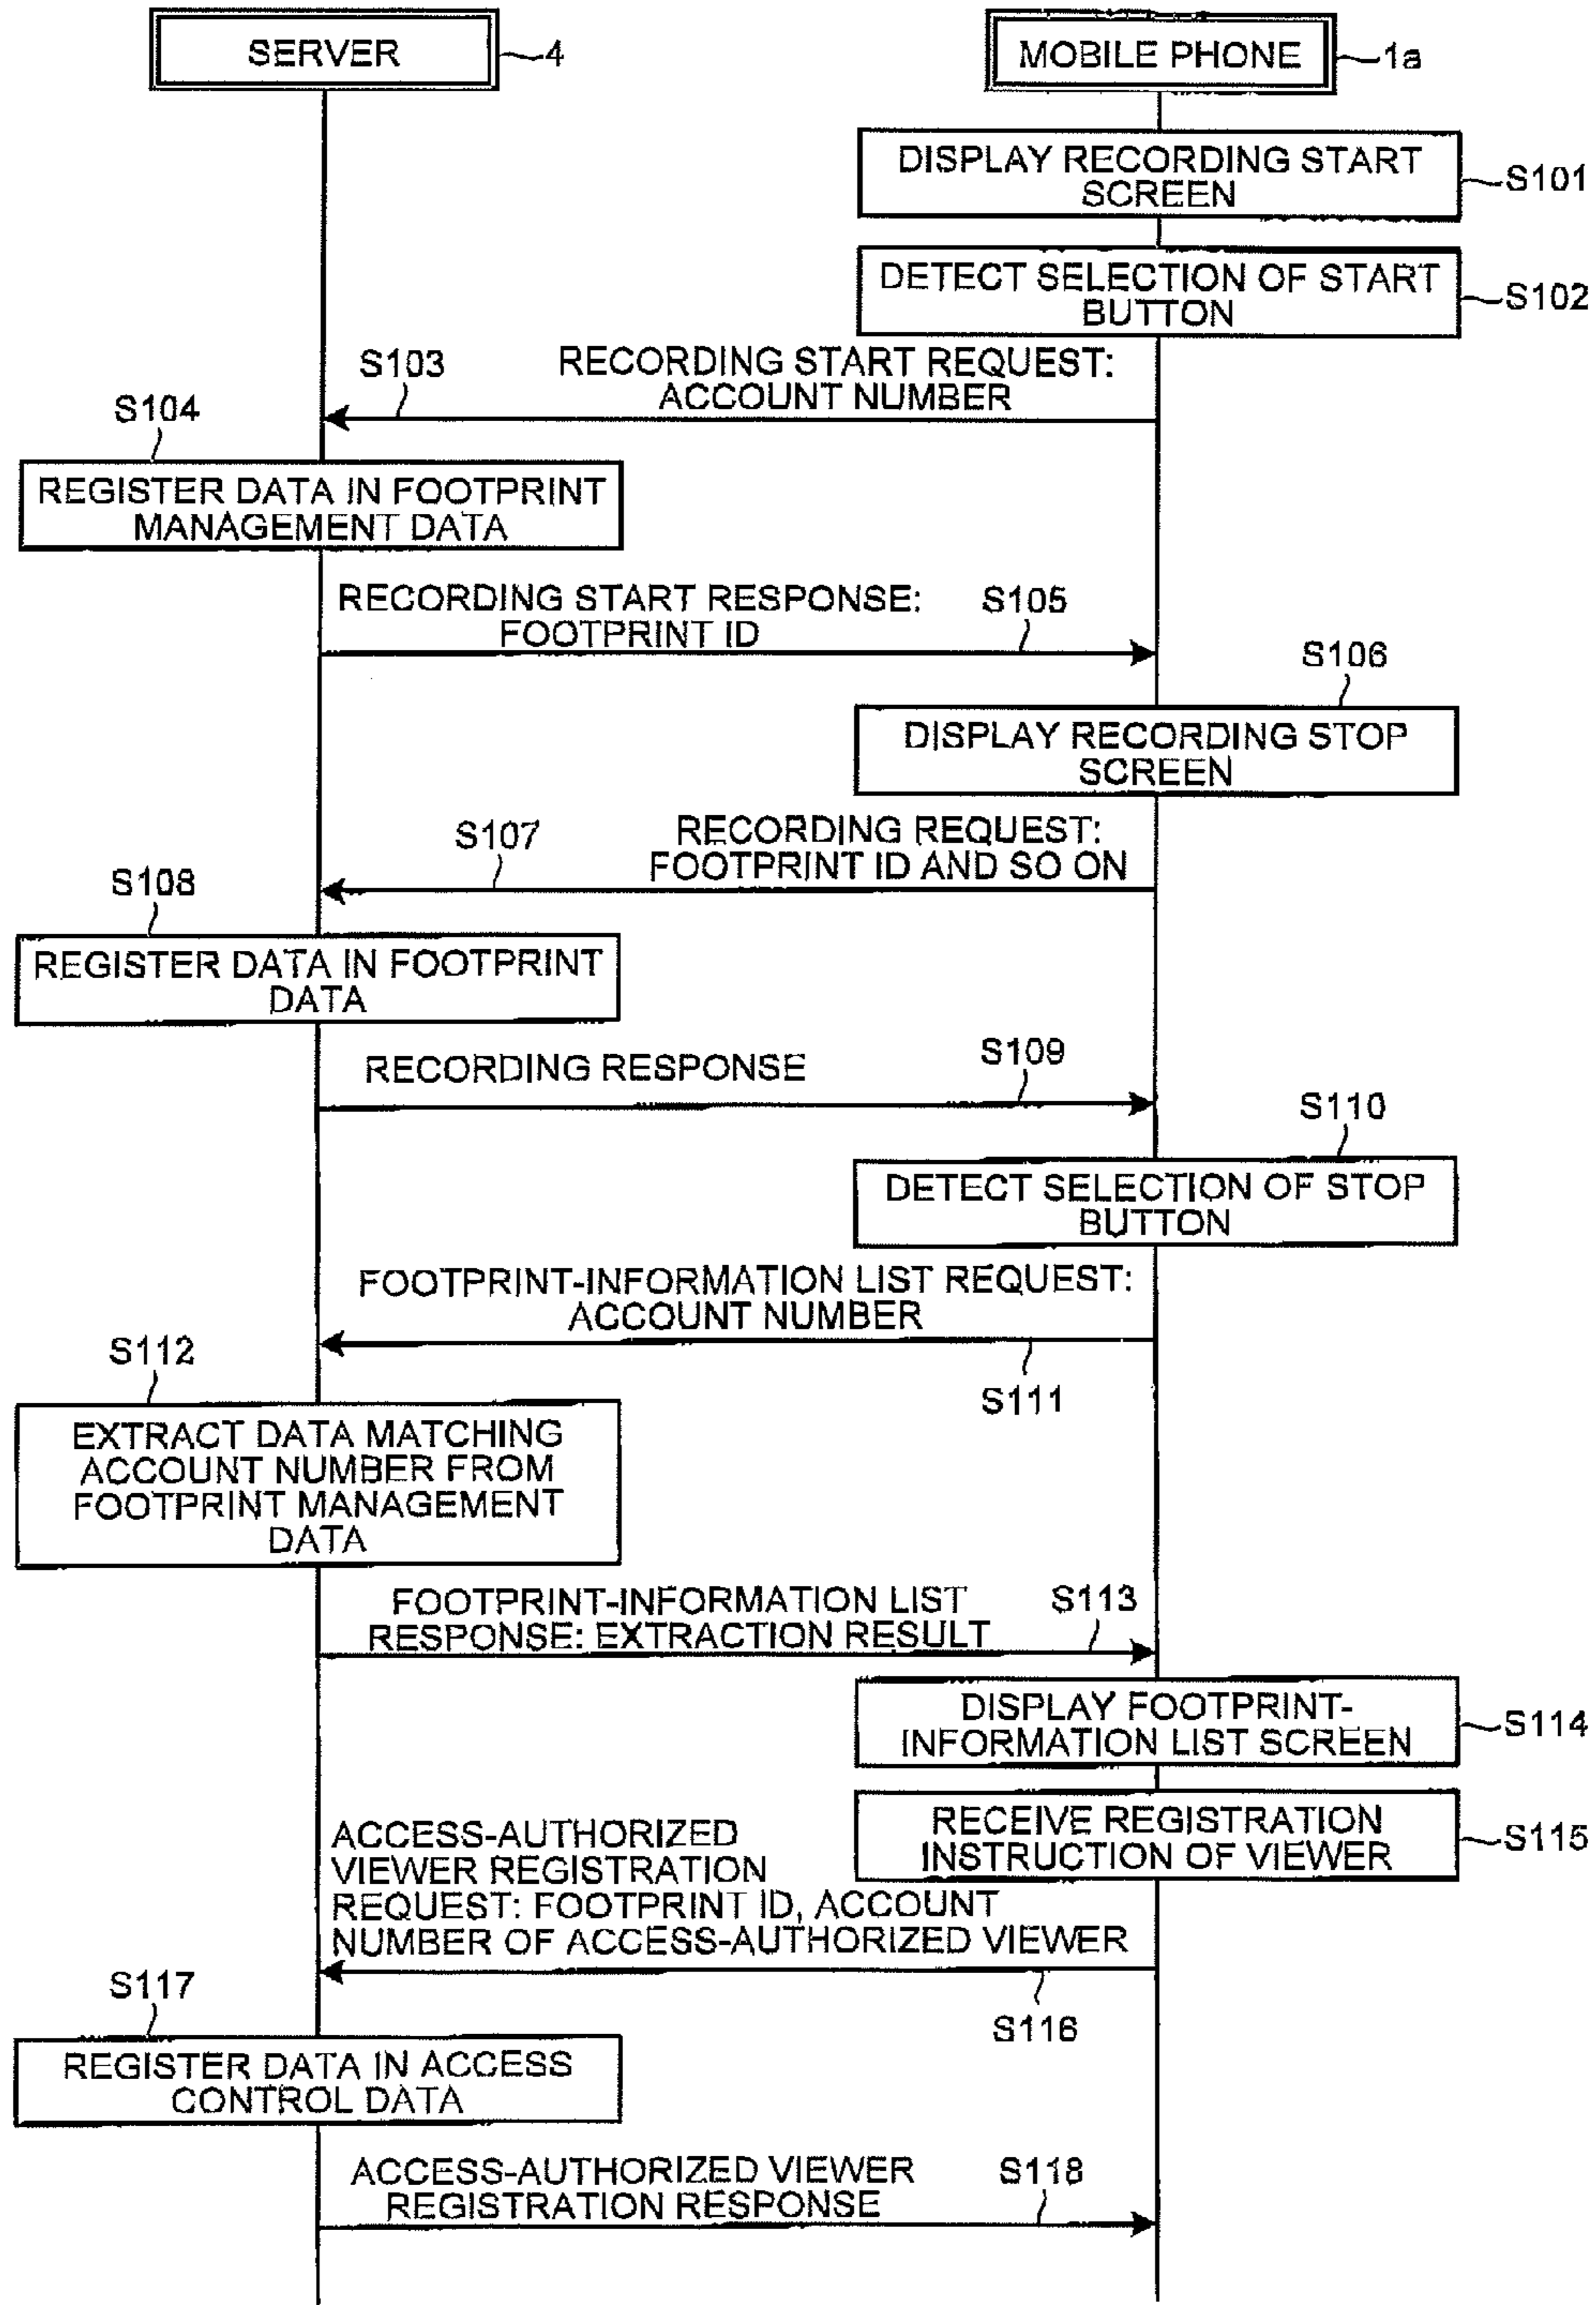 SERVER
4
MOBILE PHONE
1a
DISPLAY RECORDING START
SCREEN
S101
DETECT SELECTION OF START
BUTTON
S102
S103
RECORDING START REQUEST:
ACCOUNT NUMBER
S104
REGISTER DATA IN FOOTPRINT
MANAGEMENT DATA
RECORDING START RESPONSE:
FOOTPRINT ID
S105
S106
DISPLAY RECORDING STOP
SCREEN
S107
RECORDING REQUEST:
FOOTPRINT ID AND SO ON
S108
REGISTER DATA IN FOOTPRINT
DATA
RECORDING RESPONSE
S109
S110
DETECT SELECTION OF STOP
BUTTON
FOOTPRINT-INFORMATION LIST REQUEST:
ACCOUNT NUMBER
S111
S112
EXTRACT DATA MATCHING
ACCOUNT NUMBER FROM
FOOTPRINT MANAGEMENT
DATA
FOOTPRINT-INFORMATION LIST
RESPONSE: EXTRACTION RESULT
S113
DISPLAY FOOTPRINT-
INFORMATION LIST SCREEN
S114
RECEIVE REGISTRATION
INSTRUCTION OF VIEWER
S115
ACCESS-AUTHORIZED
VIEWER REGISTRATION
REQUEST: FOOTPRINT ID, ACCOUNT
NUMBER OF ACCESS-AUTHORIZED VIEWER
S116
S117
REGISTER DATA IN ACCESS
CONTROL DATA
ACCESS-AUTHORIZED VIEWER
REGISTRATION RESPONSE
S118